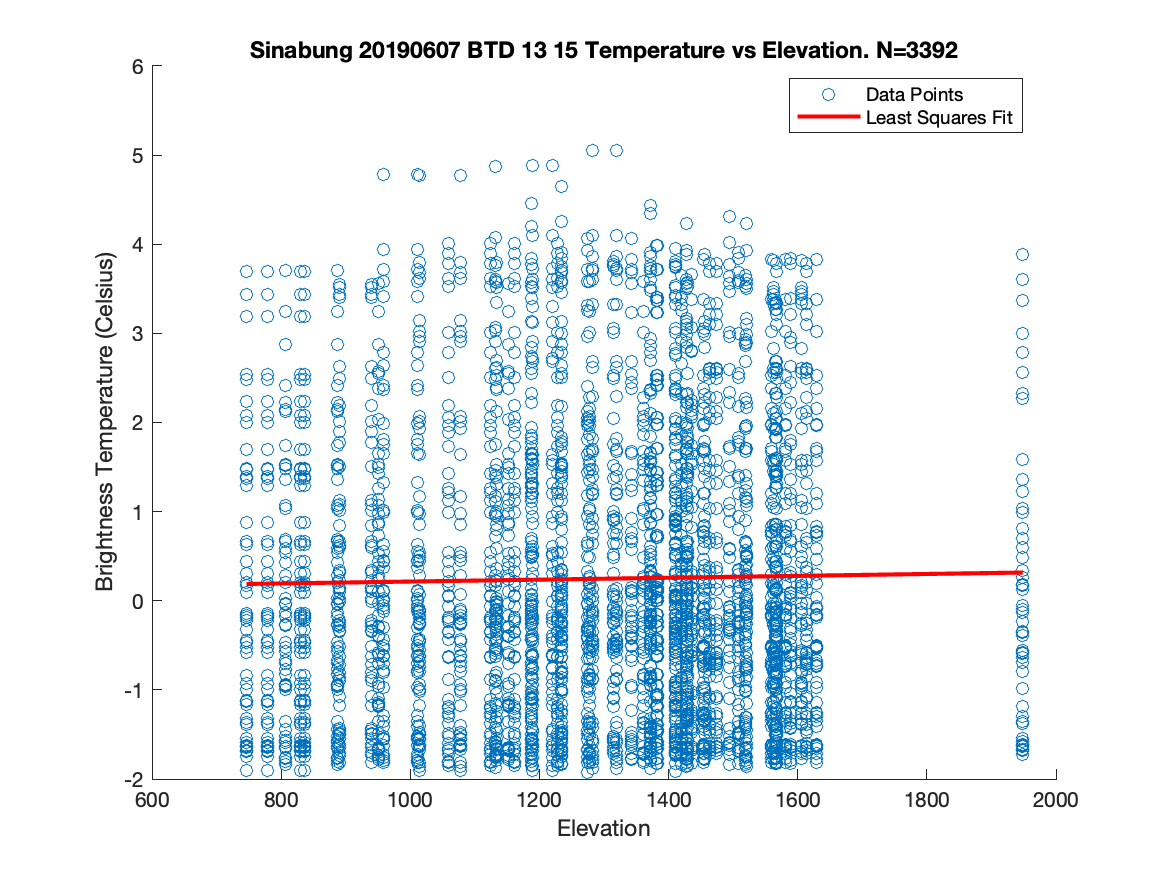 Sinabung 20190607 BTD 13 15 Temperature vs Elevation. N=3392
Data Points
Least Squares Fit
Brightness Temperature (Celsius)
6
5
4
3
2
1
0
-1
-2
600 800 1000 1200 1400 1600 1800 2000
Elevation